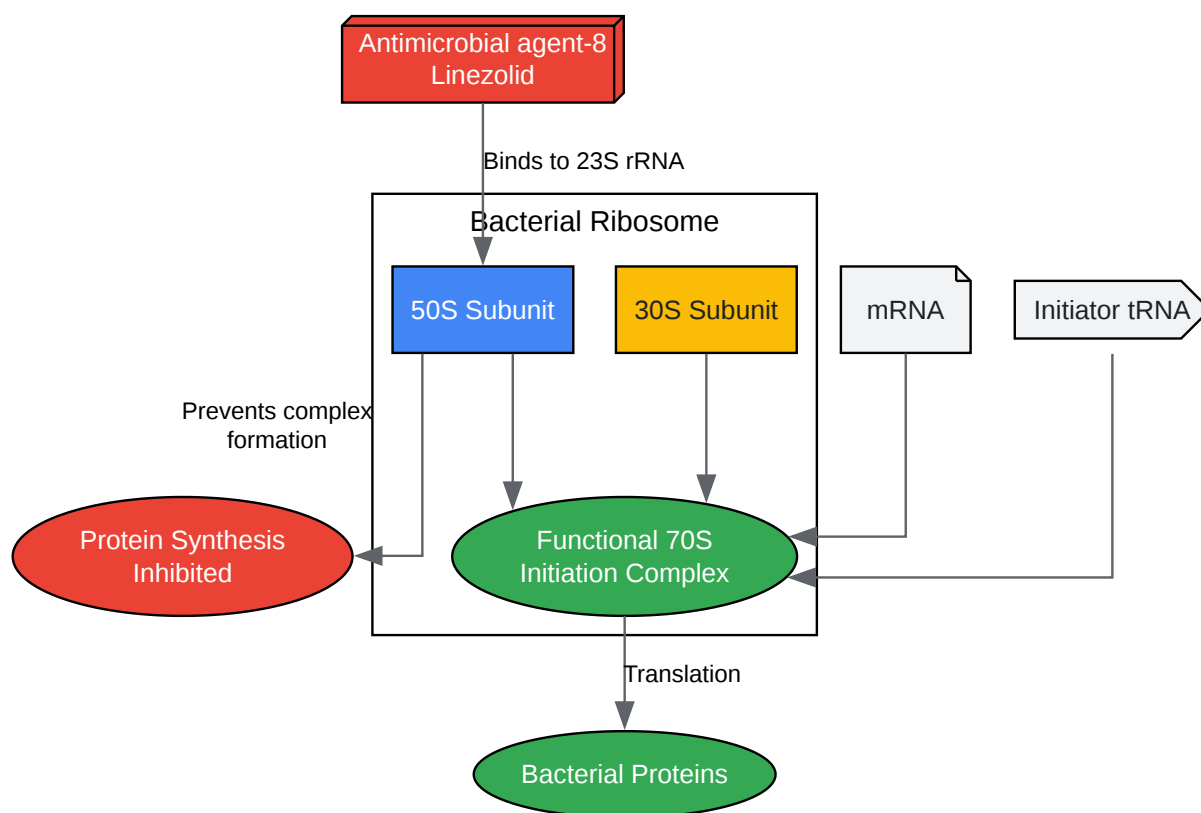 Antimicrobial agent-8
Linezolid
Binds to 23S rRNA
Bacterial Ribosome
50S Subunit
30S Subunit
mRNA
Initiator tRNA
Prevents complex
formation
Protein Synthesis
Inhibited
Functional 70S
Initiation Complex
Translation
Bacterial Proteins